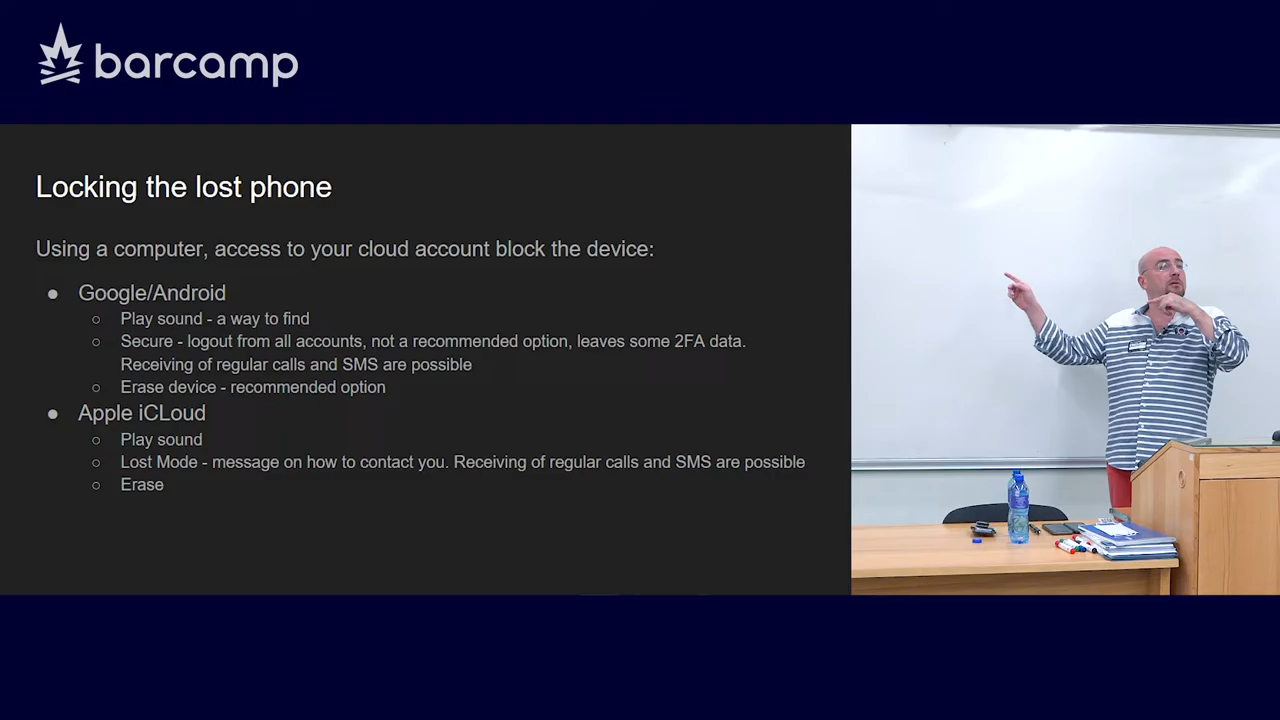 barcamp
Locking the lost phone
Using a computer, access to your cloud account block the device:
● Google/Android
○ Play sound - a way to find
○ Secure - logout from all accounts, not a recommended option, leaves some 2FA data.
Receiving of regular calls and SMS are possible
○ Erase device - recommended option
● Apple iCLoud
○ Play sound
○ Lost Mode - message on how to contact you. Receiving of regular calls and SMS are possible
○ Erase